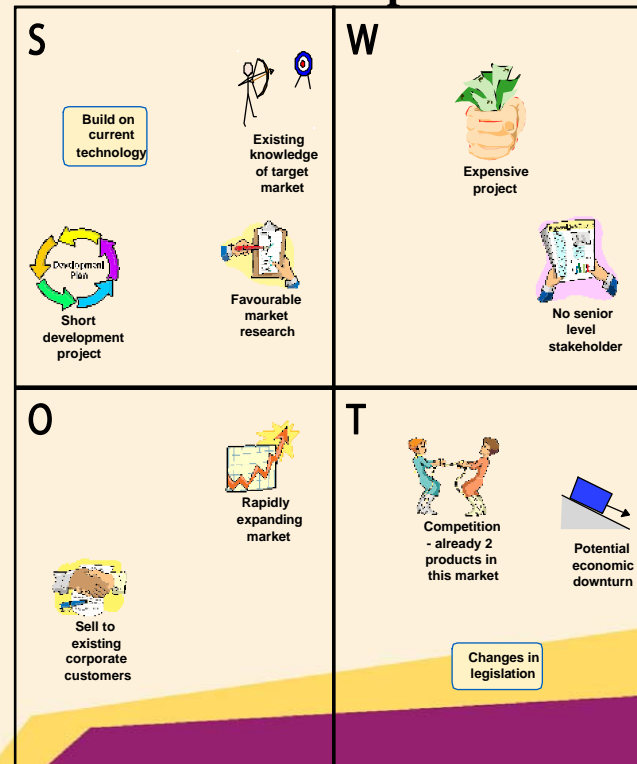 S
Build on
current
technology
Existing
knowledge
of target
market
Development
Plan
Short
development
project
Favourable
market
research
W
Expensive
project
No senior
level
stakeholder
O
Rapidly
expanding
market
Sell to
existing
corporate
customers
T
Competition
- already 2
products in
this market
Potential
economic
downturn
Changes in
legislation